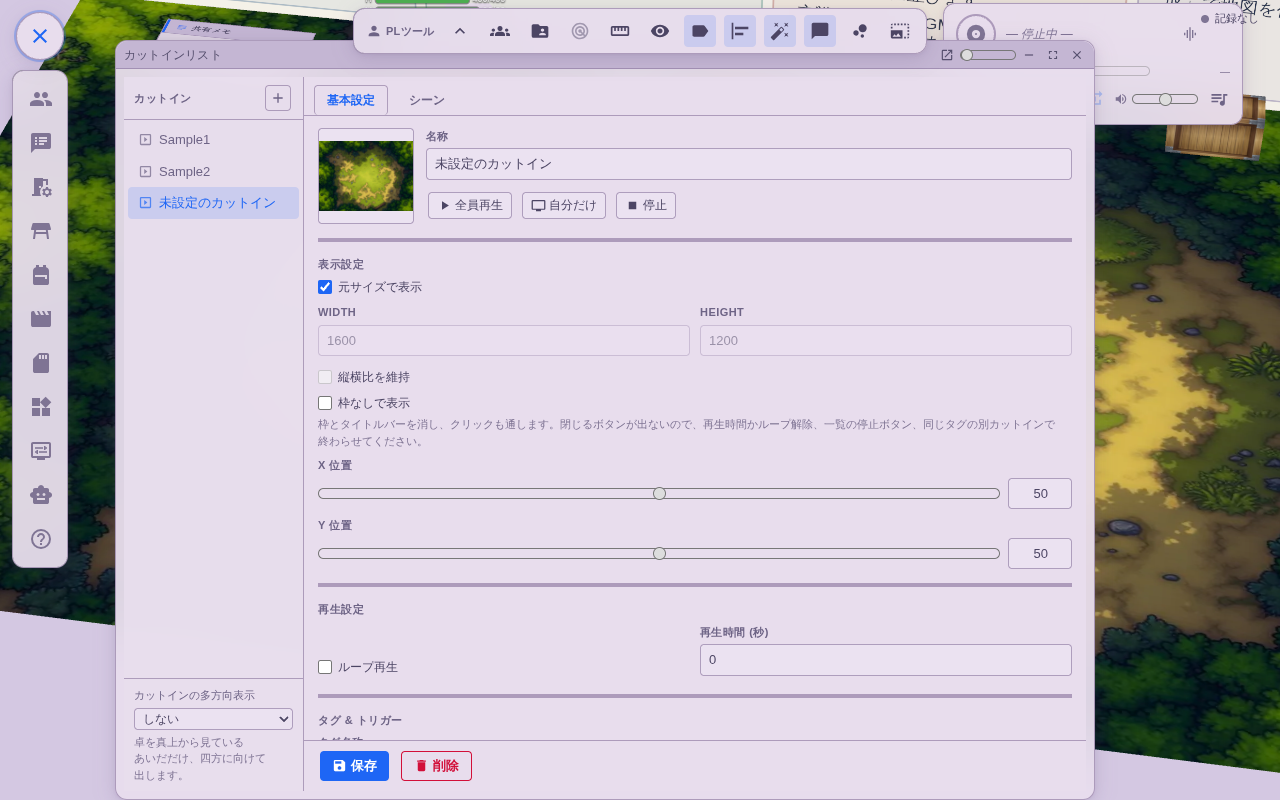 共有メモ
PLツール
記録なし
— 停止中 —
カットインリスト
カットイン
Sample1
Sample2
未設定のカットイン
カットインの多方向表示
しない
卓を真上から見ている
あいだだけ、四方に向けて
出します。
基本設定
シーン
名称
未設定のカットイン
全員再生
自分だけ
停止
表示設定
元サイズで表示
WIDTH
HEIGHT
1600
1200
縦横比を維持
枠なしで表示
枠とタイトルバーを消し、クリックも通します。閉じるボタンが出ないので、再生時間かループ解除、一覧の停止ボタン、同じタグの別カットインで
終わらせてください。
X 位置
50
Y 位置
50
再生設定
再生時間 (秒)
ループ再生
0
タグ & トリガー
保存
削除